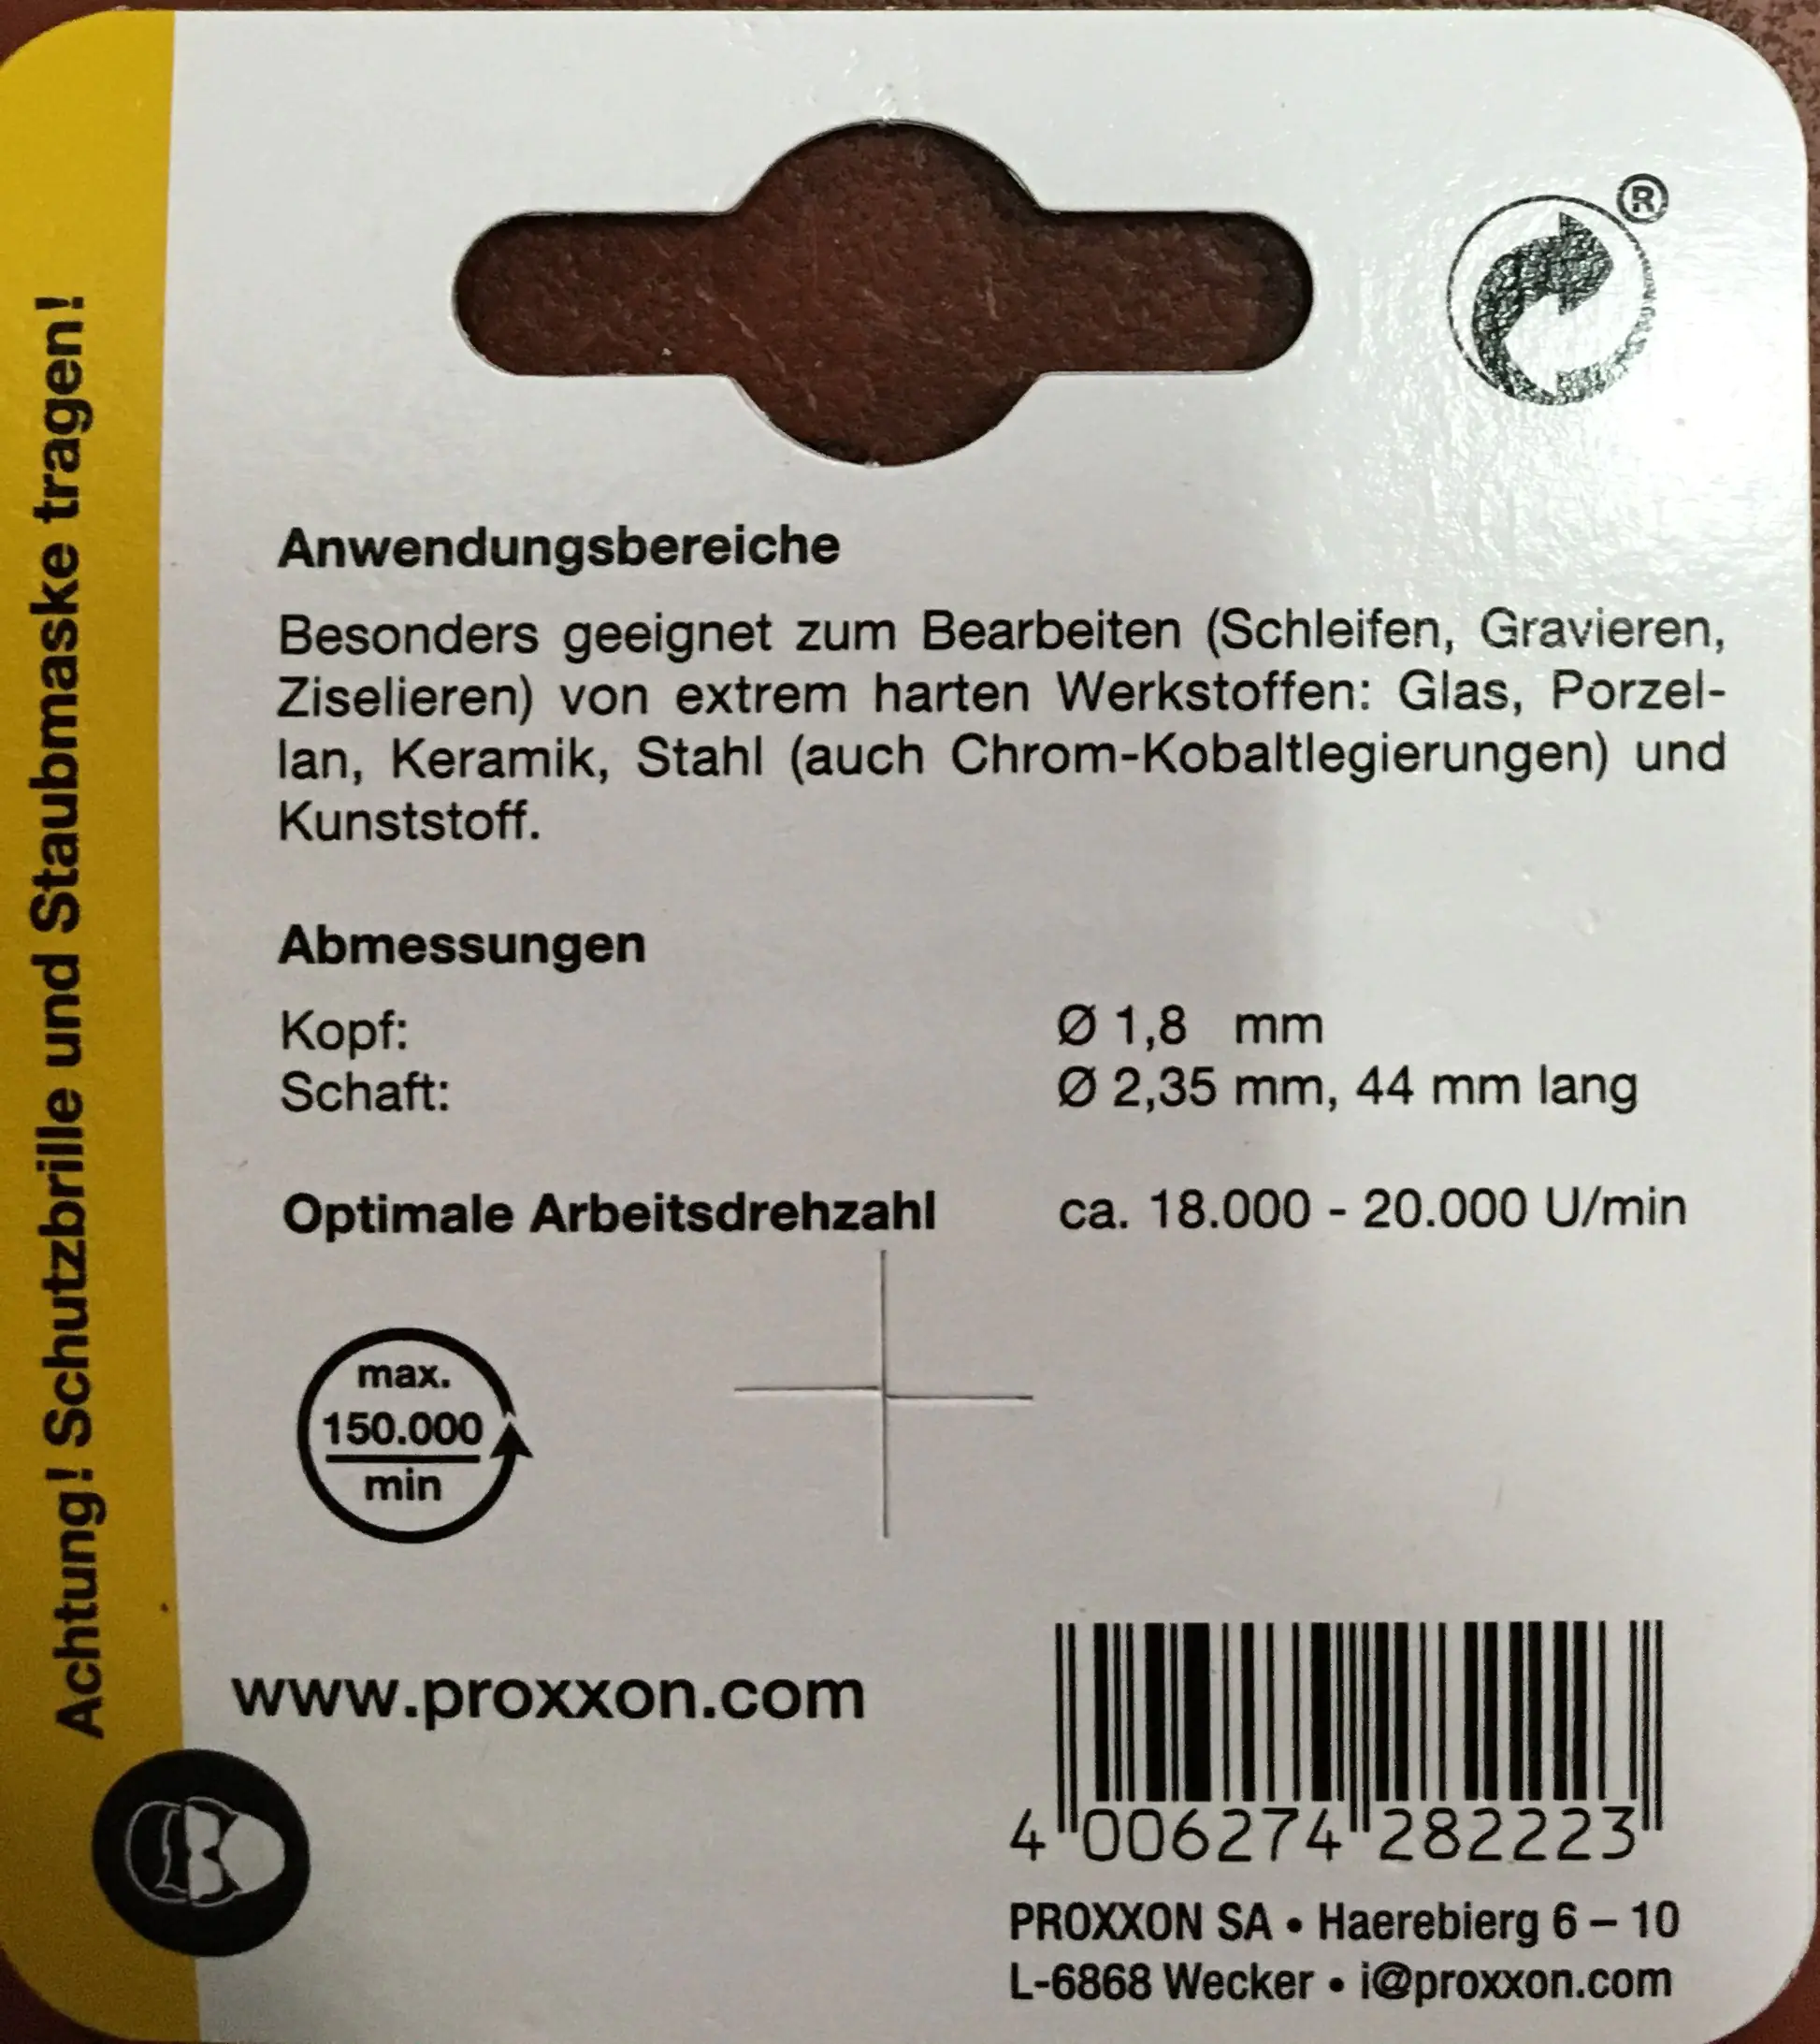 ®
Achtung! Schutzbrille und Staubmaske tragen!
Anwendungsbereiche
Besonders geeignet zum Bearbeiten (Schleifen, Gravieren,
Ziselieren) von extrem harten Werkstoffen: Glas, Porzel-
lan, Keramik, Stahl (auch Chrom-Kobaltlegierungen) und
Kunststoff.
Abmessungen
Kopf: Ø 1,8 mm
Schaft: Ø 2,35 mm, 44 mm lang
Optimale Arbeitsdrehzahl ca. 18.000 - 20.000 U/min
max.
150.000
min
www.proxxon.com
4 006274 282223
PROXXON SA • Haerebierg 6 – 10
L-6868 Wecker • i@proxxon.com